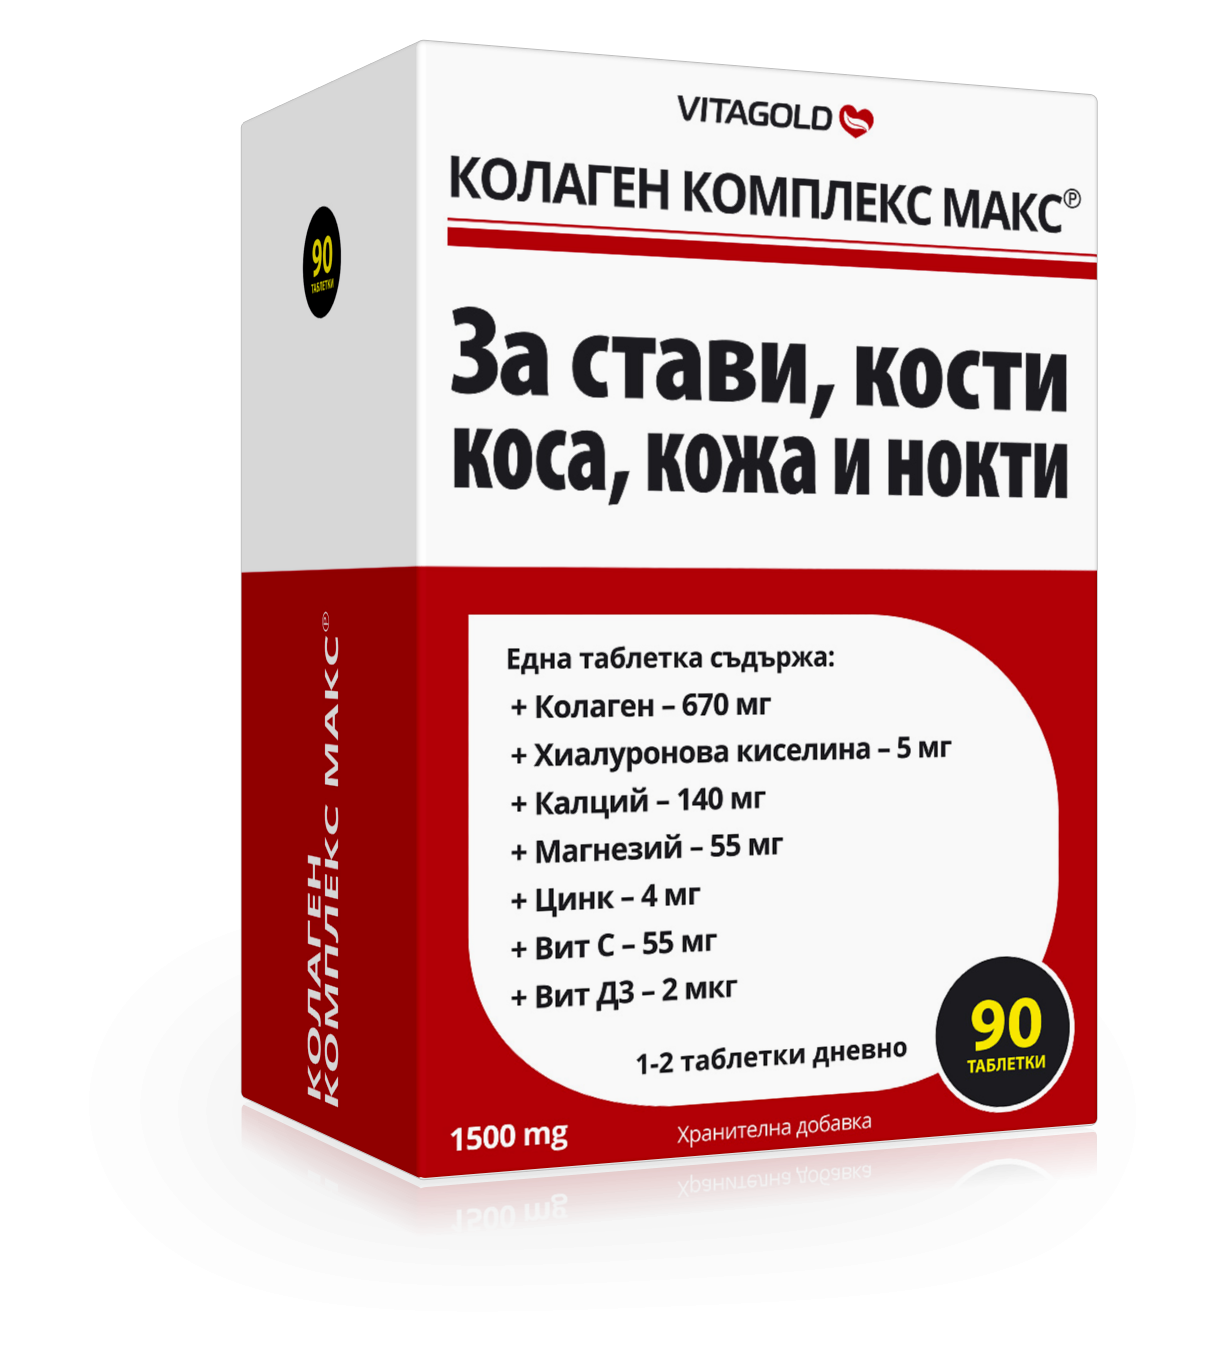 VITAGOLD
КОЛАГЕН КОМПЛЕКС МАКС℗
За стави, кости
коса, кожа и нокти
Една таблетка съдържа:
+ Колаген – 670 мг
+ Хиалуронова киселина – 5 мг
+ Калций – 140 мг
+ Магнезий – 55 мг
+ Цинк – 4 мг
+ Вит С – 55 мг
+ Вит Д3 – 2 мкг
1-2 таблетки дневно
90
ТАБЛЕТКИ
1500 mg
Хранителна добавка
90
ТАБЛЕТКИ
КОЛАГЕН
КОМПЛЕКС МАКС℗